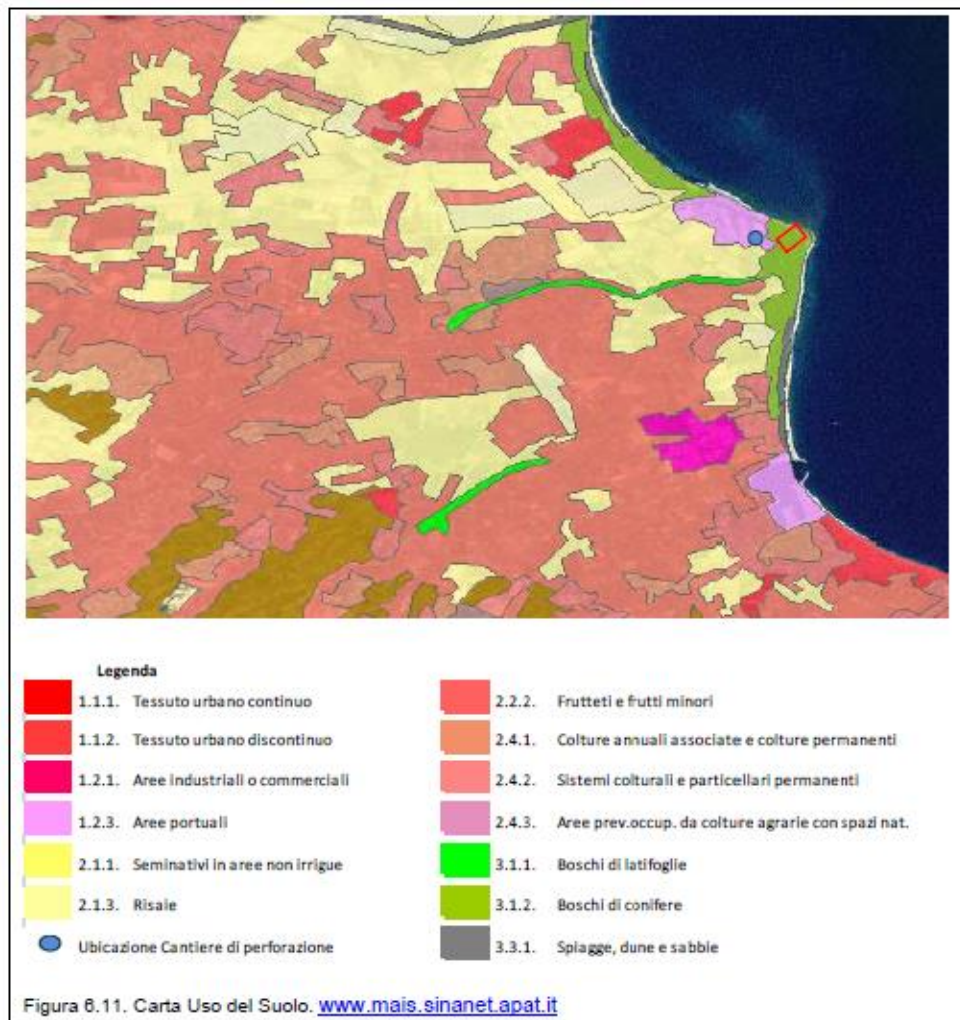 Legenda
1.1.1. Tessuto urbano continuo
1.1.2. Tessuto urbano discontinuo
1.2.1. Aree industriali o commerciali
1.2.3. Aree portuali
2.1.1. Seminativi in aree non irrigue
2.1.3. Risaie
Ubicazione Cantiere di perforazione
2.2.2. Frutteti e frutti minori
2.4.1. Colture annuali associate e colture permanenti
2.4.2. Sistemi colturali e particellari permanenti
2.4.3. Aree prev.occup. da colture agrarie con spazi nat.
3.1.1. Boschi di latifoglie
3.1.2. Boschi di conifere
3.3.1. Spiagge, dune e sabbie
Figura 6.11. Carta Uso del Suolo. www.mais.sinanet.apat.it